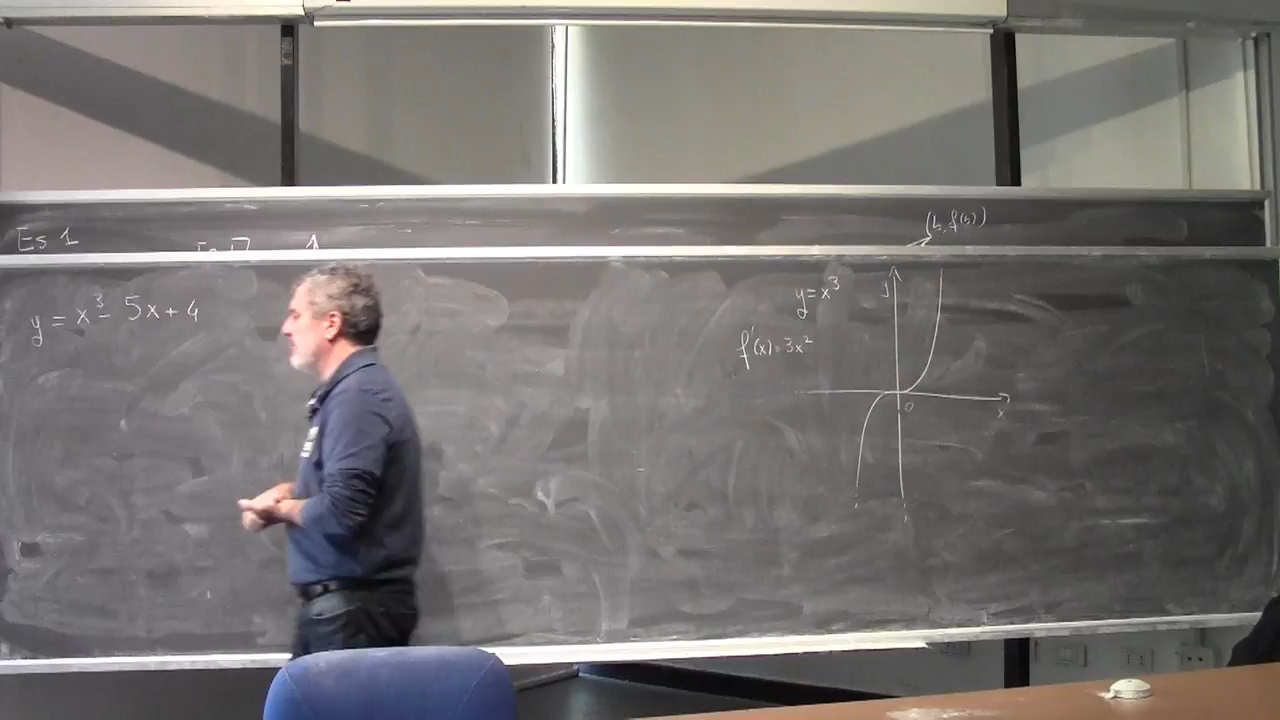 Es 1
(b, f(b))
y = x³ - 5x + 4
y = x³
f'(x) = 3x²
y
0
x